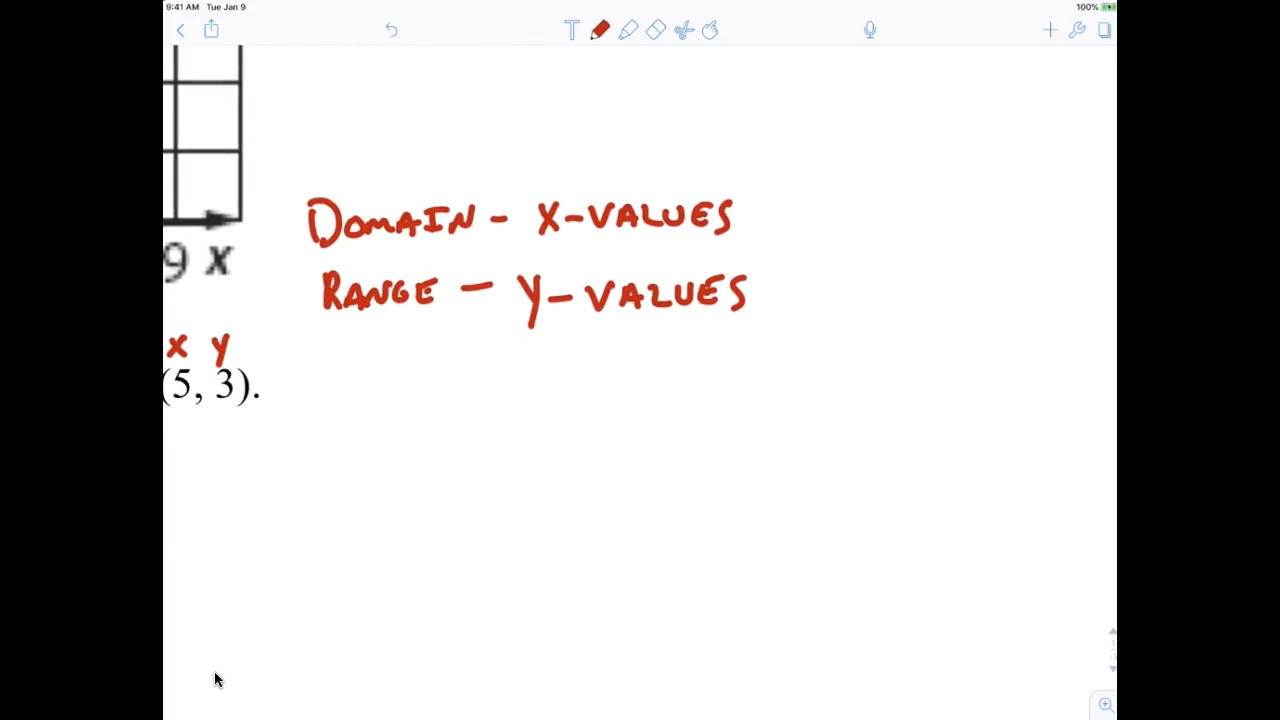 9:41 AM Tue Jan 9
100%
DOMAIN - X-VALUES
9 x
RANGE - Y-VALUES
x y
(5, 3).